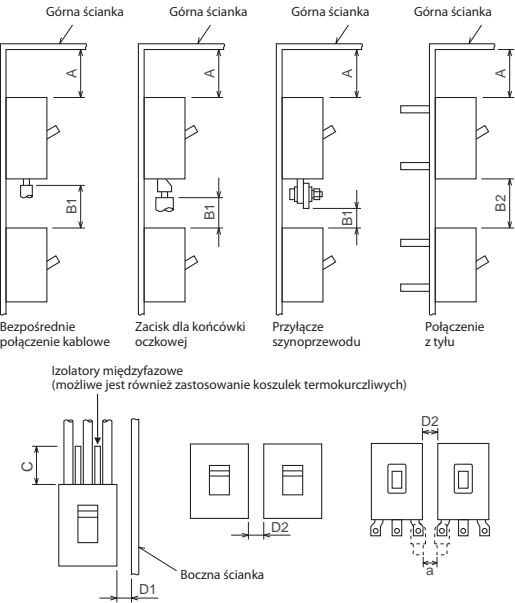 Górna ścianka
Górna ścianka
Górna ścianka
Górna ścianka
A
A
A
A
B1
B1
B1
B2
Bezpośrednie
połączenie kablowe
Zacisk dla końcówki
oczkowej
Przyłącze
szynoprzewodu
Połączenie
z tyłu
Izolatory międzyfazowe
(możliwe jest również zastosowanie koszulek termokurczliwych)
C
D1
Boczna ścianka
D2
D2
a